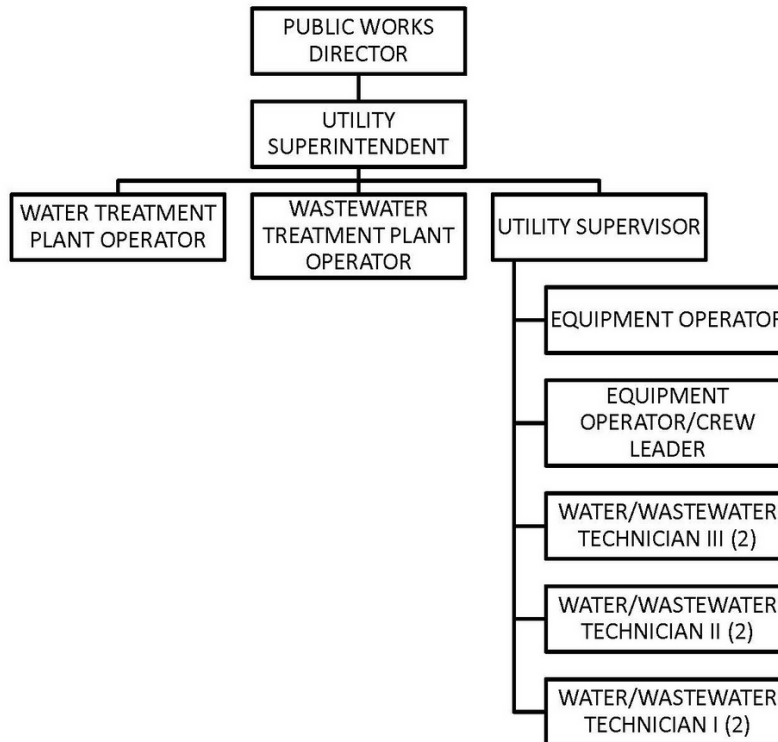 PUBLIC WORKS
DIRECTOR
UTILITY
SUPERINTENDENT
WATER TREATMENT
PLANT OPERATOR
WASTEWATER
TREATMENT PLANT
OPERATOR
UTILITY SUPERVISOR
EQUIPMENT OPERATOR
EQUIPMENT
OPERATOR/CREW
LEADER
WATER/WASTEWATER
TECHNICIAN III (2)
WATER/WASTEWATER
TECHNICIAN II (2)
WATER/WASTEWATER
TECHNICIAN I (2)